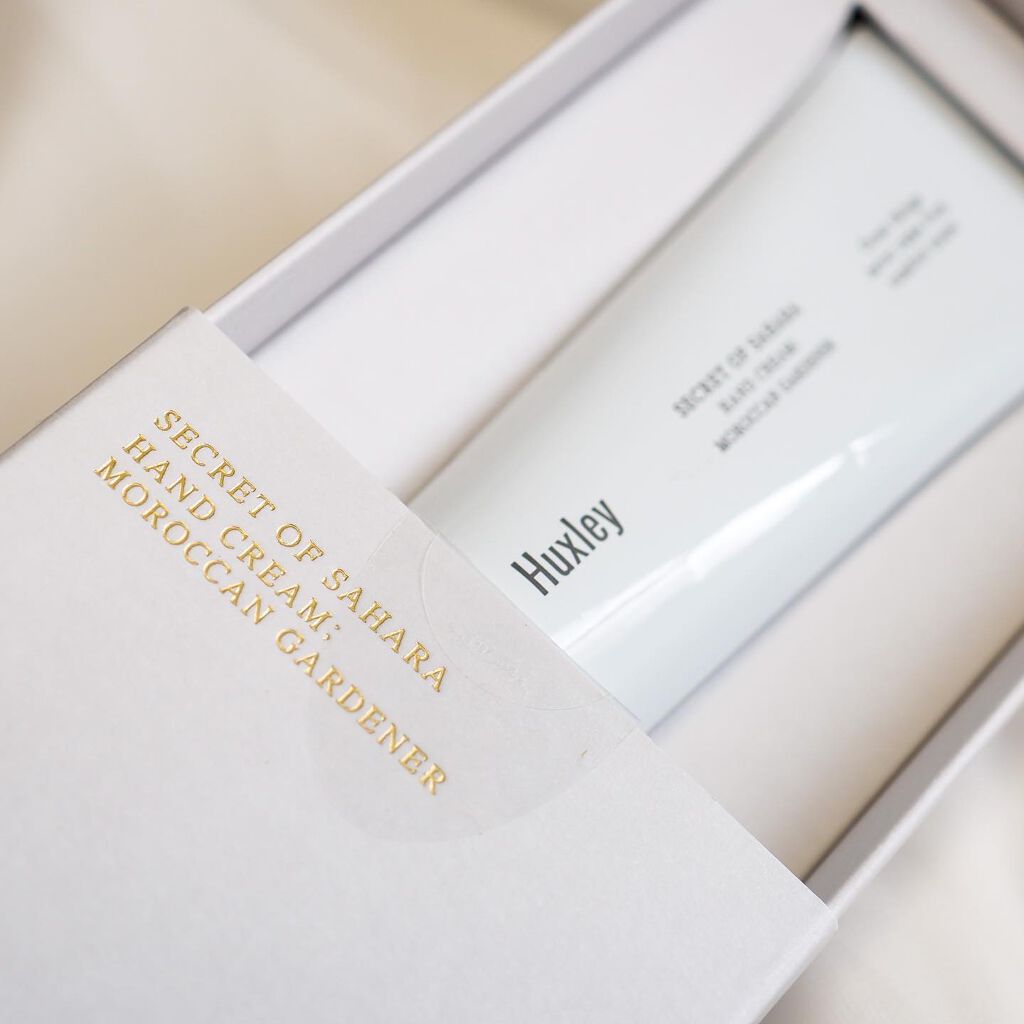 SECRET OF SAHARA
HAND CREAM;
MOROCCAN GARDENER
Huxley
SECRET OF SAHARA
HAND CREAM
MOROCCAN GARDENER